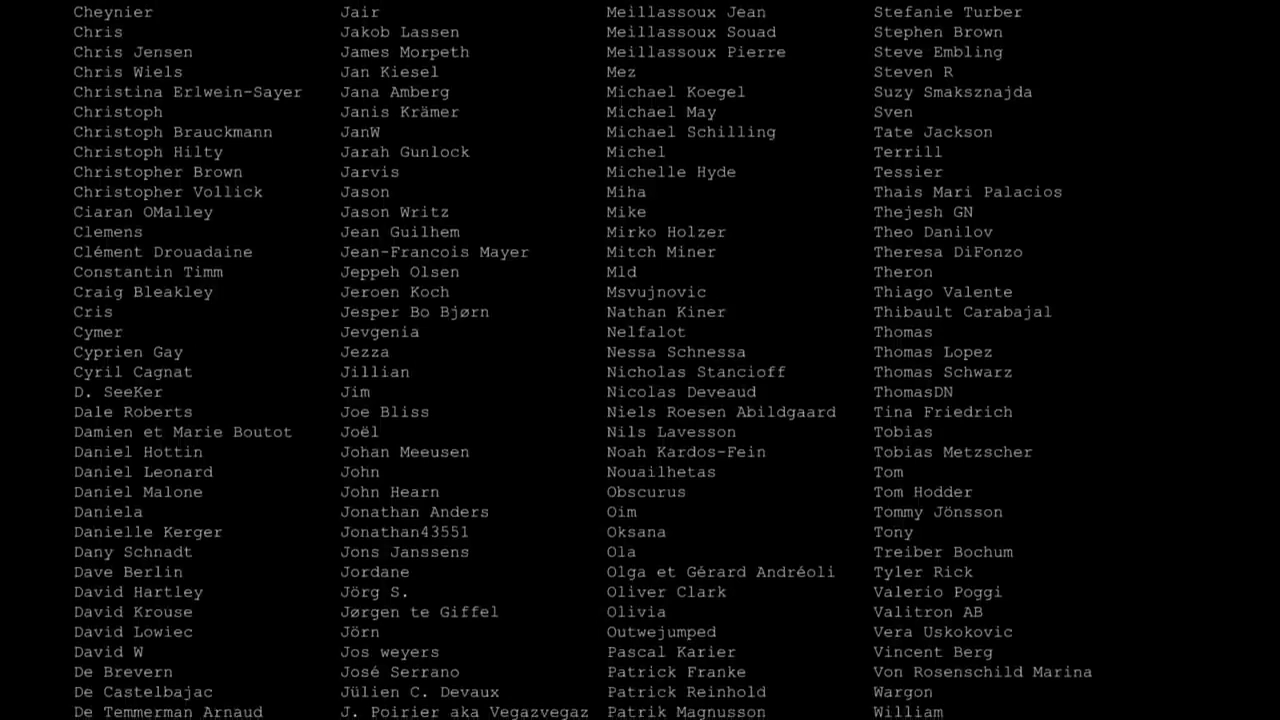 Cheynier
Chris
Chris Jensen
Chris Wiels
Christina Erlwein-Sayer
Christoph
Christoph Brauckmann
Christoph Hilty
Christopher Brown
Christopher Vollick
Ciaran OMalley
Clemens
Clément Drouadaine
Constantin Timm
Craig Bleakley
Cris
Cymer
Cyprien Gay
Cyril Cagnat
D. SeeKer
Dale Roberts
Damien et Marie Boutot
Daniel Hottin
Daniel Leonard
Daniel Malone
Daniela
Danielle Kerger
Dany Schnadt
Dave Berlin
David Hartley
David Krouse
David Lowiec
David W
De Brevern
De Castelbajac
De Temmerman Arnaud
Jair
Jakob Lassen
James Morpeth
Jan Kiesel
Jana Amberg
Janis Krämer
JanW
Jarah Gunlock
Jarvis
Jason
Jason Writz
Jean Guilhem
Jean-Francois Mayer
Jeppeh Olsen
Jeroen Koch
Jesper Bo Bjørn
Jevgenia
Jezza
Jillian
Jim
Joe Bliss
Joël
Johan Meeusen
John
John Hearn
Jonathan Anders
Jonathan43551
Jons Janssens
Jordane
Jörg S.
Jørgen te Giffel
Jörn
Jos weyers
José Serrano
Jülien C. Devaux
J. Poirier aka Vegazvegaz
Meillassoux Jean
Meillassoux Souad
Meillassoux Pierre
Mez
Michael Koegel
Michael May
Michael Schilling
Michel
Michelle Hyde
Miha
Mike
Mirko Holzer
Mitch Miner
Mld
Msvujnovic
Nathan Kiner
Nelfalot
Nessa Schnessa
Nicholas Stancioff
Nicolas Deveaud
Niels Roesen Abildgaard
Nils Lavesson
Noah Kardos-Fein
Nouailhetas
Obscurus
Oim
Oksana
Ola
Olga et Gérard Andréoli
Oliver Clark
Olivia
Outwejumped
Pascal Karier
Patrick Franke
Patrick Reinhold
Patrik Magnusson
Stefanie Turber
Stephen Brown
Steve Embling
Steven R
Suzy Smaksznajda
Sven
Tate Jackson
Terrill
Tessier
Thais Mari Palacios
Thejesh GN
Theo Danilov
Theresa DiFonzo
Theron
Thiago Valente
Thibault Carabajal
Thomas
Thomas Lopez
Thomas Schwarz
ThomasDN
Tina Friedrich
Tobias
Tobias Metzscher
Tom
Tom Hodder
Tommy Jönsson
Tony
Treiber Bochum
Tyler Rick
Valerio Poggi
Valitron AB
Vera Uskokovic
Vincent Berg
Von Rosenschild Marina
Wargon
William